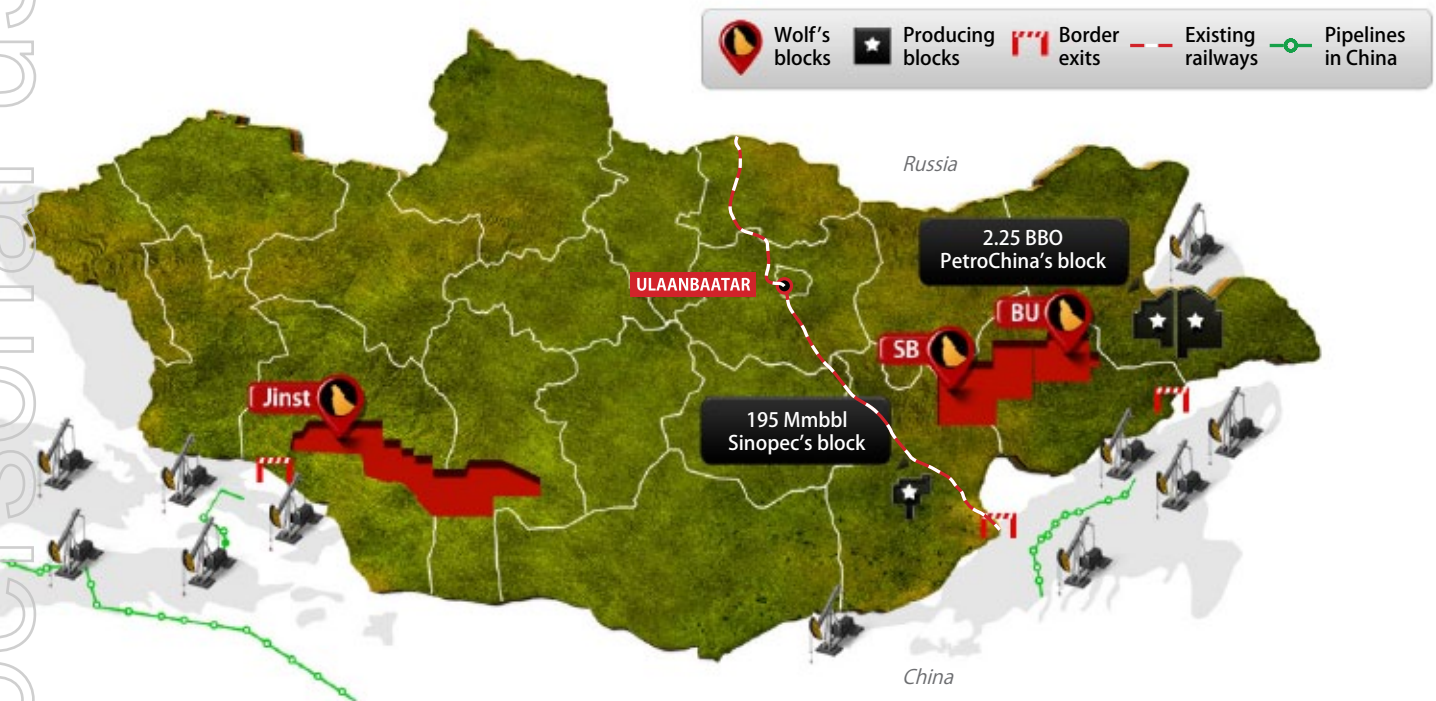 Wolf's
blocks
Producing
blocks
Border
exits
Existing
railways
Pipelines
in China
Russia
2.25 BBO
PetroChina's block
ULAANBAATAR
BU
SB
Jinst
195 Mmbbl
Sinopec's block
China